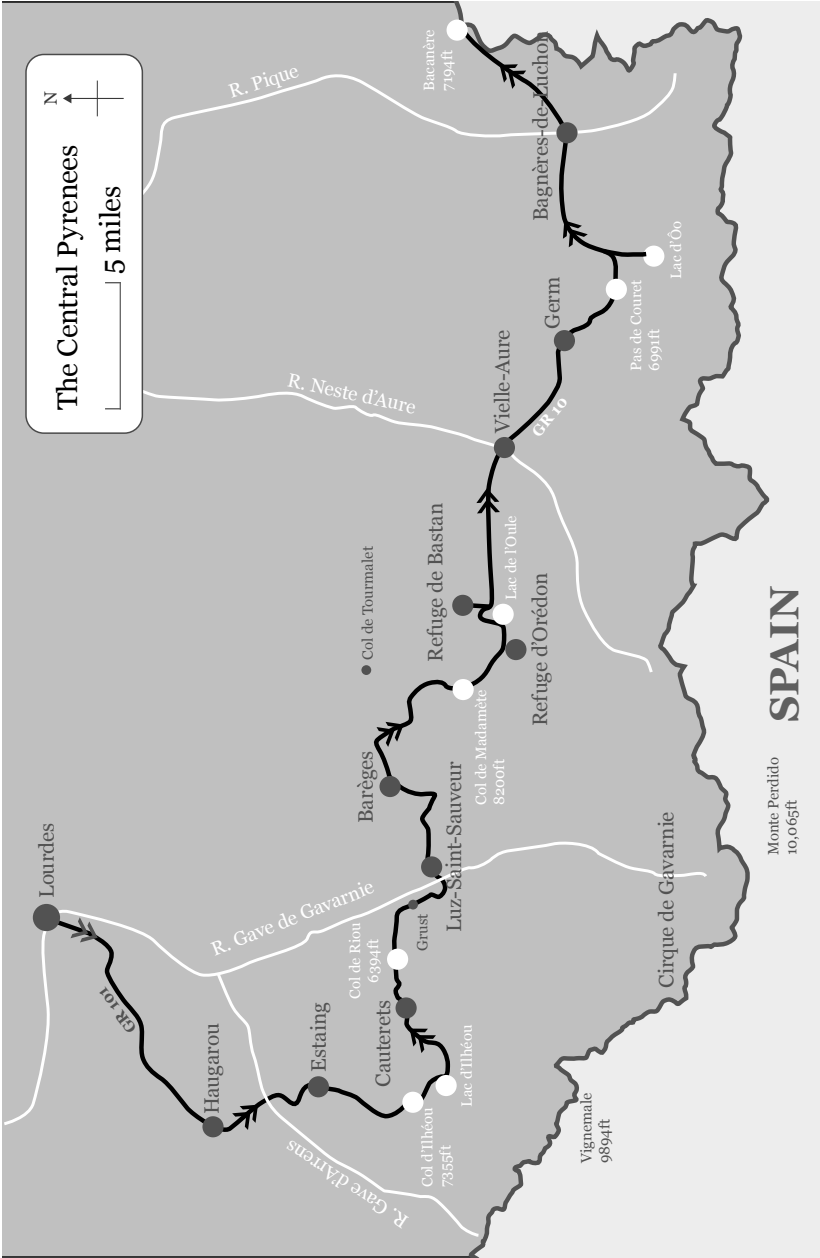 The Central Pyrenees
N
5 miles
Lourdes
GR 101
Haugarou
R. Gave d'Arrens
Estaing
Col d'Ilhéou
7355ft
Lac d'Ilhéou
Cauterets
Col de Riou
6394ft
Grust
R. Gave de Gavarnie
Luz-Saint-Sauveur
Barèges
Col de Tourmalet
Col de Madamète
8200ft
Refuge d'Orédon
Refuge de Bastan
Lac de l'Oule
Vielle-Aure
R. Neste d'Aure
GR 10
Germ
Pas de Couret
6991ft
Lac d'Ôo
Bagnères-de-Luchon
R. Pique
Bacanère
7194ft
Vignemale
9894ft
Cirque de Gavarnie
Monte Perdido
10,065ft
SPAIN